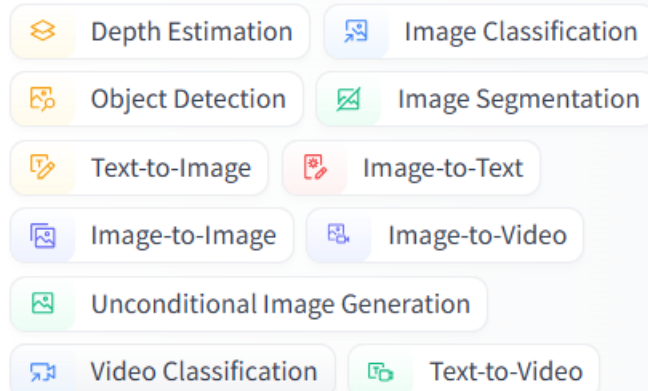 Depth Estimation Image Classification
Object Detection Image Segmentation
Text-to-Image Image-to-Text
Image-to-Image Image-to-Video
Unconditional Image Generation
Video Classification Text-to-Video